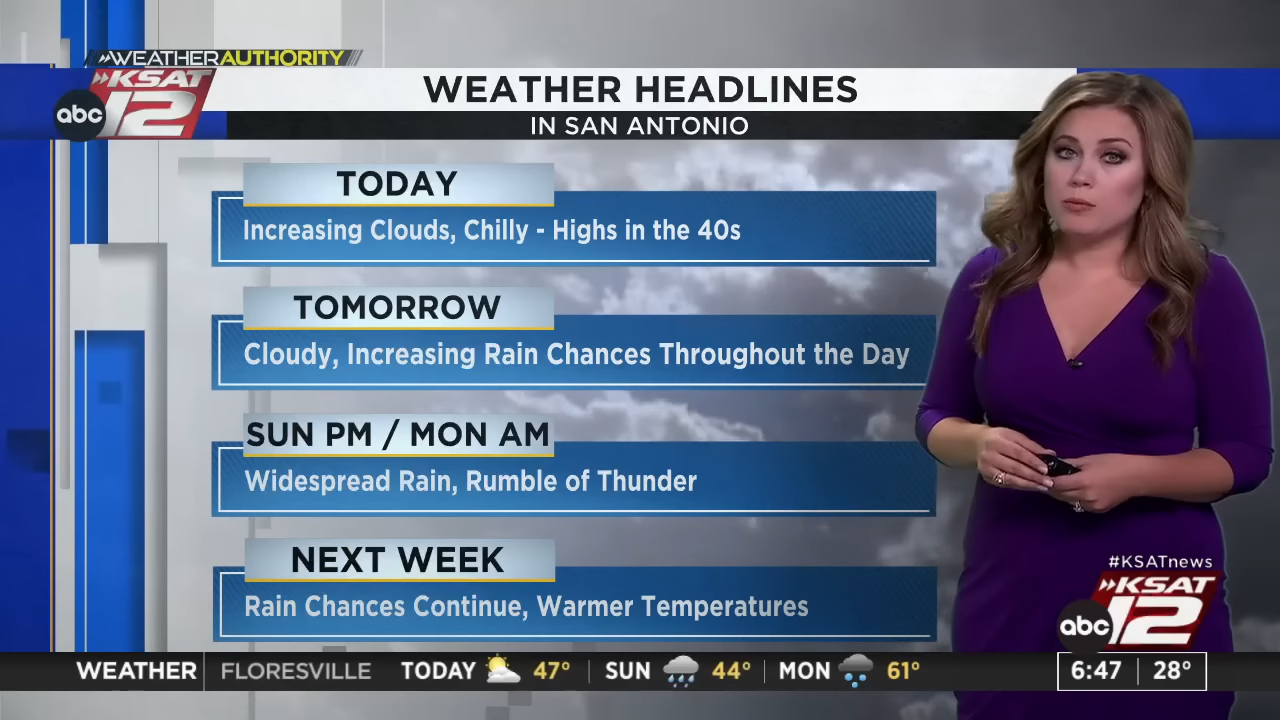 WEATHERAUTHORITY
KSAT
abc 12
WEATHER HEADLINES
IN SAN ANTONIO
TODAY
Increasing Clouds, Chilly - Highs in the 40s
TOMORROW
Cloudy, Increasing Rain Chances Throughout the Day
SUN PM / MON AM
Widespread Rain, Rumble of Thunder
NEXT WEEK
Rain Chances Continue, Warmer Temperatures
#KSATnews
KSAT
abc 12
WEATHER FLORESVILLE TODAY 47° SUN 44° MON 61° 6:47 28°